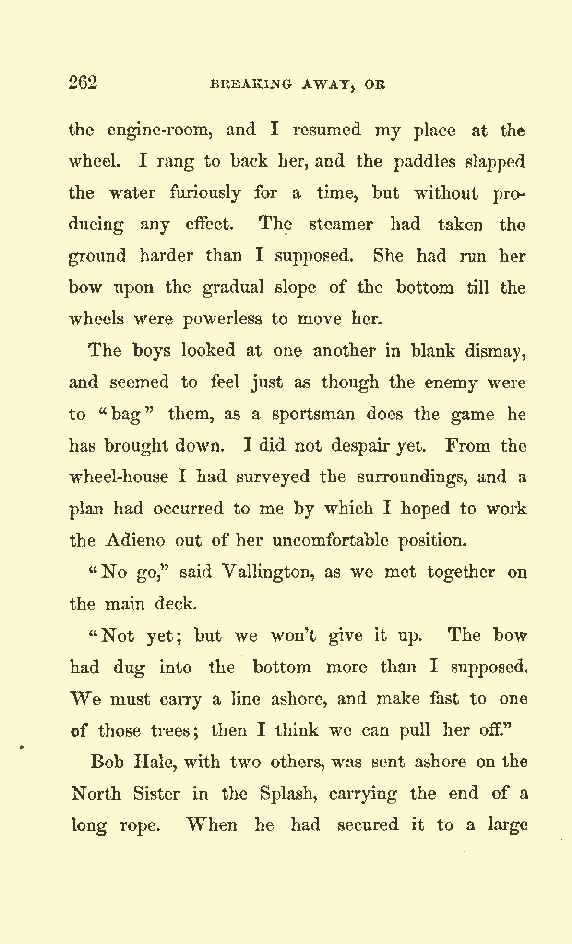 262 BREAKING AWAY, OR
the engine-room, and I resumed my place at the
wheel. I rang to back her, and the paddles slapped
the water furiously for a time, but without pro-
ducing any effect. The steamer had taken the
ground harder than I supposed. She had run her
bow upon the gradual slope of the bottom till the
wheels were powerless to move her.
The boys looked at one another in blank dismay,
and seemed to feel just as though the enemy were
to “bag” them, as a sportsman does the game he
has brought down. I did not despair yet. From the
wheel-house I had surveyed the surroundings, and a
plan had occurred to me by which I hoped to work
the Adieno out of her uncomfortable position.
“No go,” said Vallington, as we met together on
the main deck.
“Not yet; but we won’t give it up. The bow
had dug into the bottom more than I supposed.
We must carry a line ashore, and make fast to one
of those trees; then I think we can pull her off.”
Bob Hale, with two others, was sent ashore on the
North Sister in the Splash, carrying the end of a
long rope. When he had secured it to a large